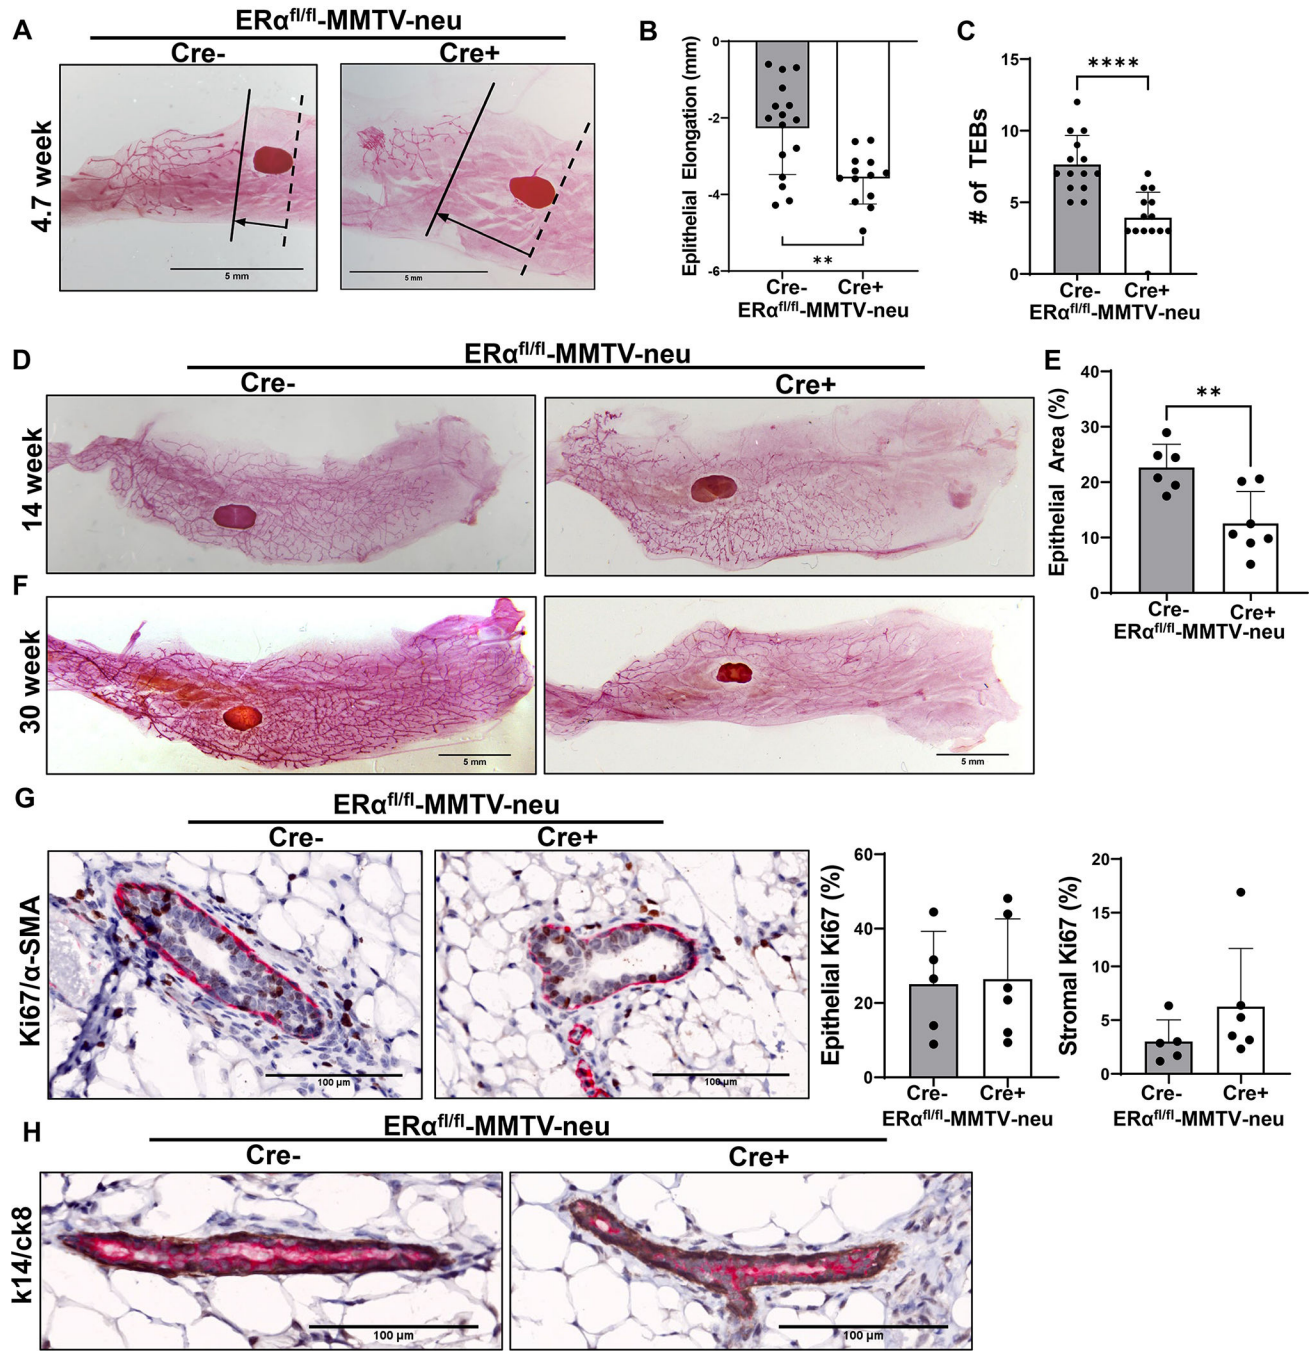 A
ERαfl/fl-MMTV-neu
Cre-
Cre+
4.7 week
5 mm
5 mm
B
Eplithelial Elongation (mm)
0
-2
-4
-6
**
Cre-
Cre+
ERαfl/fl-MMTV-neu
C
# of TEBs
15
10
5
0
****
Cre-
Cre+
ERαfl/fl-MMTV-neu
D
ERαfl/fl-MMTV-neu
Cre-
Cre+
14 week
E
Epithelial Area (%)
40
30
20
10
0
**
Cre-
Cre+
ERαfl/fl-MMTV-neu
F
30 week
5 mm
5 mm
G
ERαfl/fl-MMTV-neu
Cre-
Cre+
Ki67/α-SMA
100 µm
100 µm
Epithelial Ki67 (%)
60
40
20
0
Cre-
Cre+
ERαfl/fl-MMTV-neu
Stromal Ki67 (%)
20
15
10
5
0
Cre-
Cre+
ERαfl/fl-MMTV-neu
H
ERαfl/fl-MMTV-neu
Cre-
Cre+
k14/ck8
100 µm
100 µm